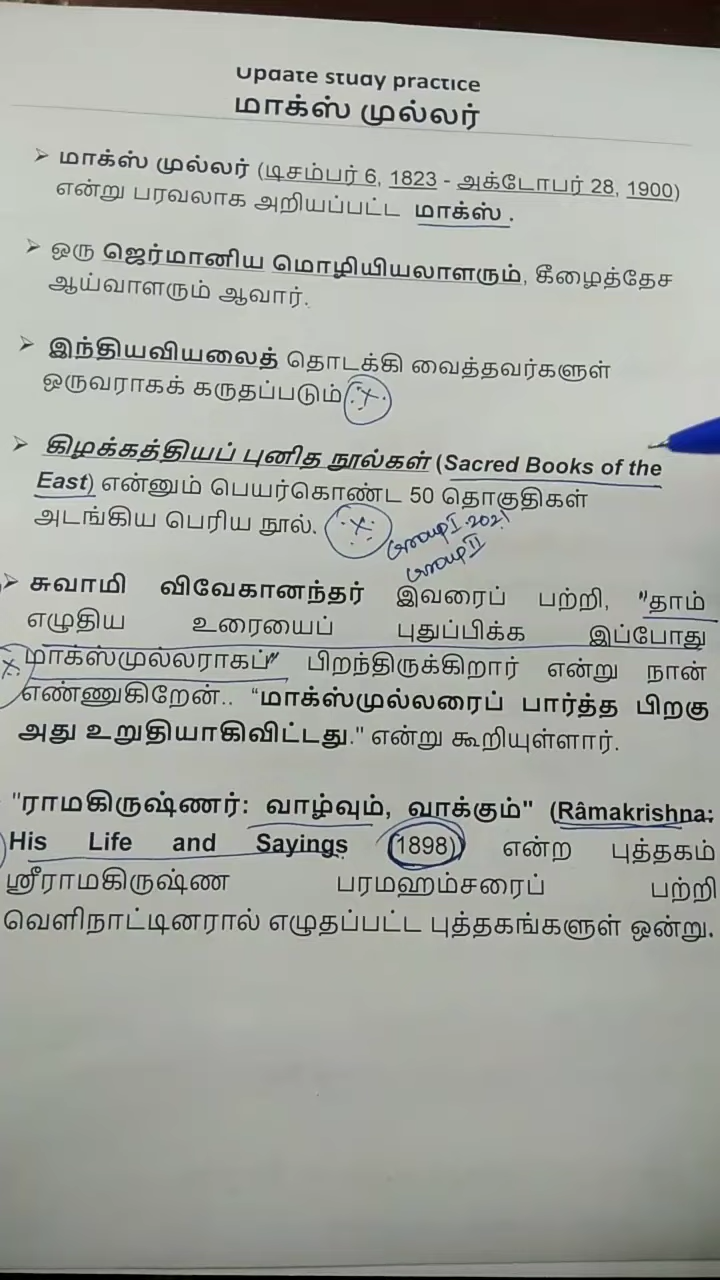 Update study practice
மாக்ஸ் முல்லர்
➢ மாக்ஸ் முல்லர் (டிசம்பர் 6, 1823 - அக்டோபர் 28, 1900)
என்று பரவலாக அறியப்பட்ட மாக்ஸ் .
➢ ஒரு ஜெர்மானிய மொழியியலாளரும், கீழைத்தேச
ஆய்வாளரும் ஆவார்.
➢ இந்தியவியலைத் தொடக்கி வைத்தவர்களுள்
ஒருவராகக் கருதப்படும்
➢ கிழக்கத்தியப் புனித நூல்கள் (Sacred Books of the
East) என்னும் பெயர்கொண்ட 50 தொகுதிகள்
அடங்கிய பெரிய நூல்.
Group I 2021
Group II
➢ சுவாமி விவேகானந்தர் இவரைப் பற்றி, "தாம்
எழுதிய உரையைப் புதுப்பிக்க இப்போது
மாக்ஸ்முல்லராகப்" பிறந்திருக்கிறார் என்று நான்
எண்ணுகிறேன்.. “மாக்ஸ்முல்லரைப் பார்த்த பிறகு
அது உறுதியாகிவிட்டது." என்று கூறியுள்ளார்.
"ராமகிருஷ்ணர்: வாழ்வும், வாக்கும்" (Râmakrishna:
His Life and Sayings (1898) என்ற புத்தகம்
ஸ்ரீராமகிருஷ்ண பரமஹம்சரைப் பற்றி
வெளிநாட்டினரால் எழுதப்பட்ட புத்தகங்களுள் ஒன்று.